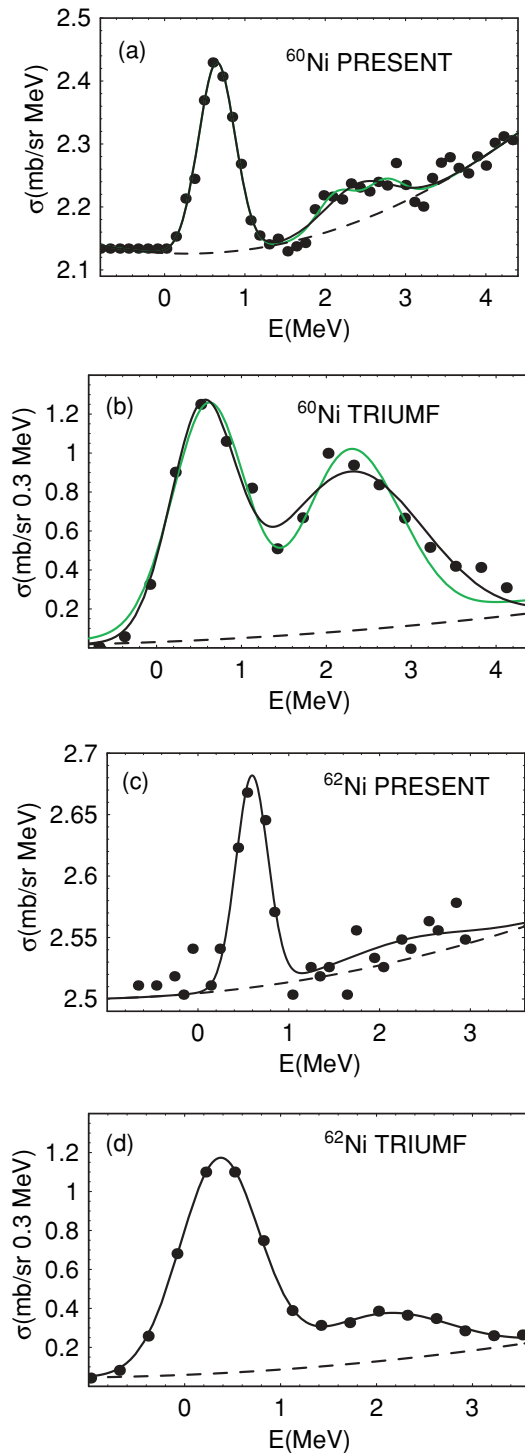 (a)
60Ni PRESENT
σ(mb/sr MeV)
2.5
2.4
2.3
2.2
2.1
0 1 2 3 4
E(MeV)
(b)
60Ni TRIUMF
σ(mb/sr 0.3 MeV)
1.2
1
0.8
0.6
0.4
0.2
0 1 2 3 4
E(MeV)
(c)
62Ni PRESENT
σ(mb/sr MeV)
2.7
2.65
2.6
2.55
2.5
0 1 2 3
E(MeV)
(d)
62Ni TRIUMF
σ(mb/sr 0.3 MeV)
1.2
1
0.8
0.6
0.4
0.2
0 1 2 3
E(MeV)